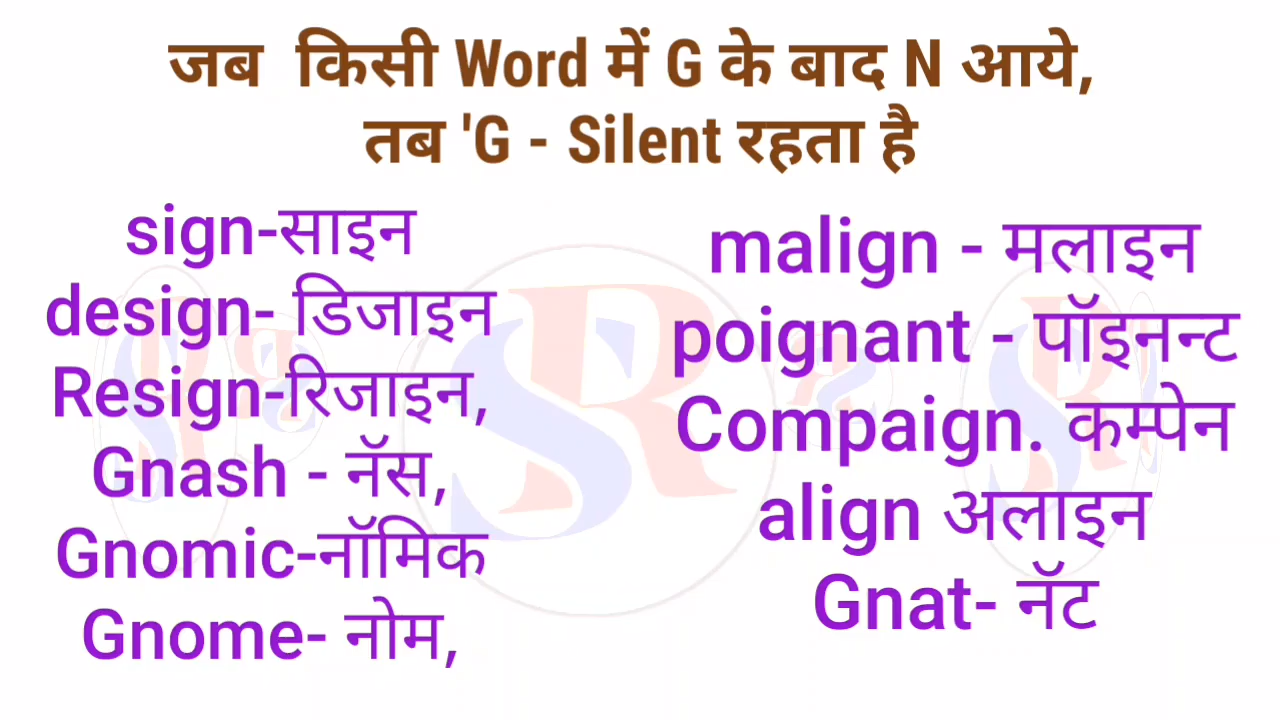 जब किसी Word में G के बाद N आये,
तब 'G - Silent रहता है
sign-साइन
design- डिजाइन
Resign-रिजाइन,
Gnash - नॅस,
Gnomic-नॉमिक
Gnome- नोम,
malign - मलाइन
poignant - पॉइनन्ट
Compaign. कम्पेन
align अलाइन
Gnat- नॅट
SR